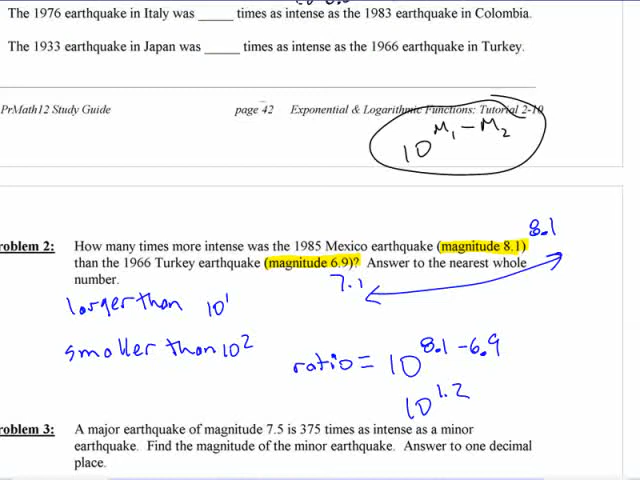 The 1976 earthquake in Italy was _____ times as intense as the 1983 earthquake in Colombia.
The 1933 earthquake in Japan was _____ times as intense as the 1966 earthquake in Turkey.
PrMath12 Study Guide page 42 Exponential & Logarithmic Functions: Tutorial 2-10
10^{M₁ - M₂}
8.1
roblem 2: How many times more intense was the 1985 Mexico earthquake (magnitude 8.1)
than the 1966 Turkey earthquake (magnitude 6.9)? Answer to the nearest whole
number.
7.1
larger than 10¹
smaller than 10²
ratio = 10^{8.1 - 6.9}
10^{1.2}
roblem 3: A major earthquake of magnitude 7.5 is 375 times as intense as a minor
earthquake. Find the magnitude of the minor earthquake. Answer to one decimal
place.